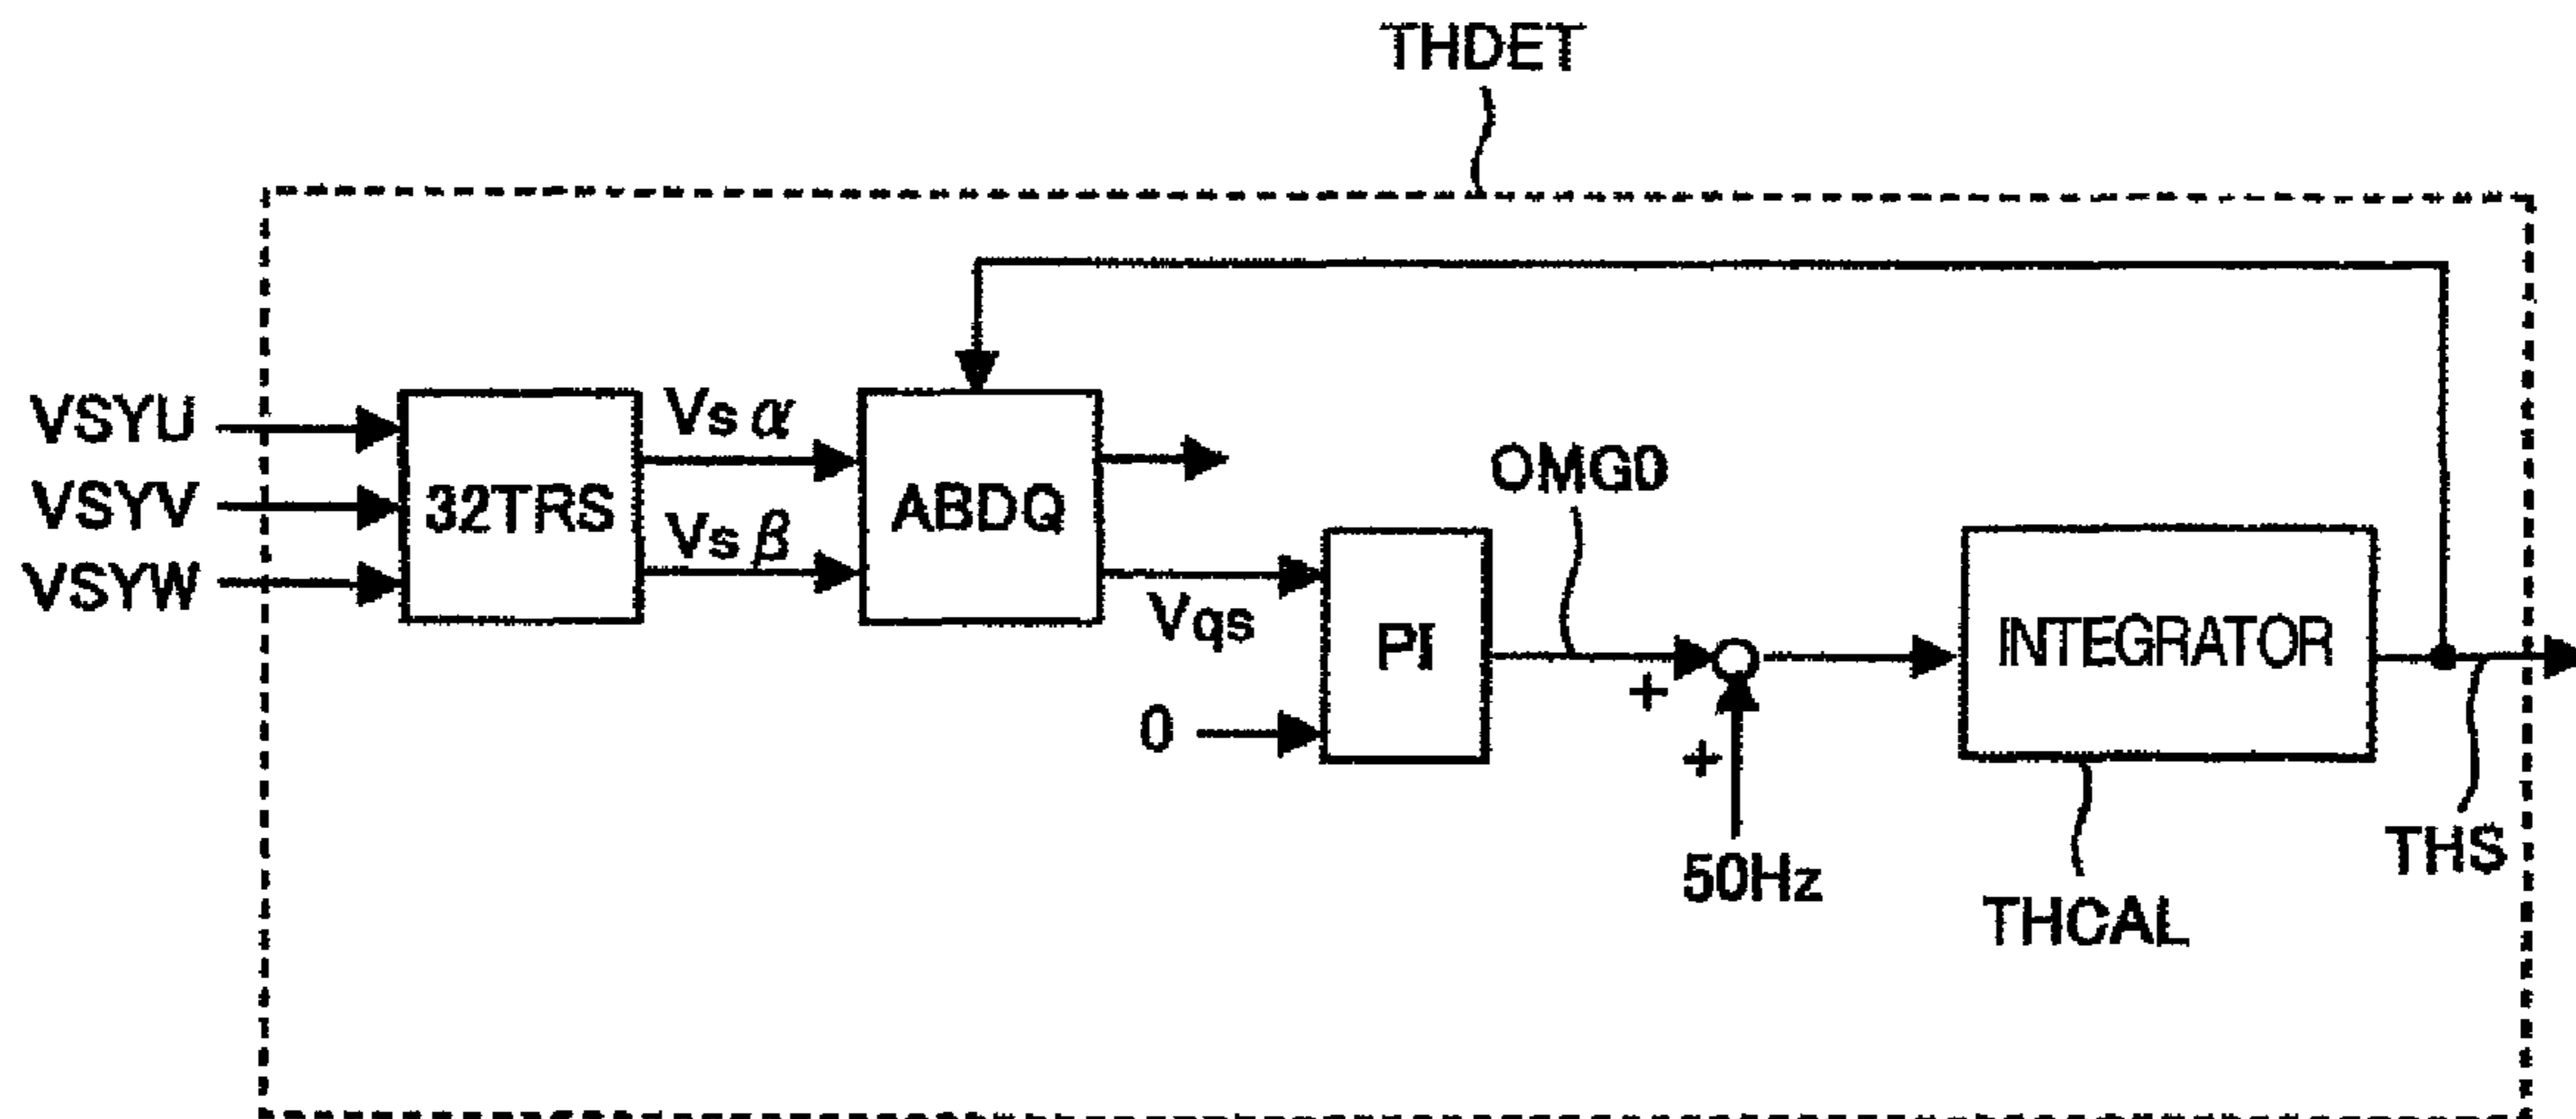 THDET
VSYU
VSYV
VSYW
32TRS
Vs α
Vs β
ABDQ
Vqs
0
PI
OMG0
+
+
50Hz
INTEGRATOR
THCAL
THS